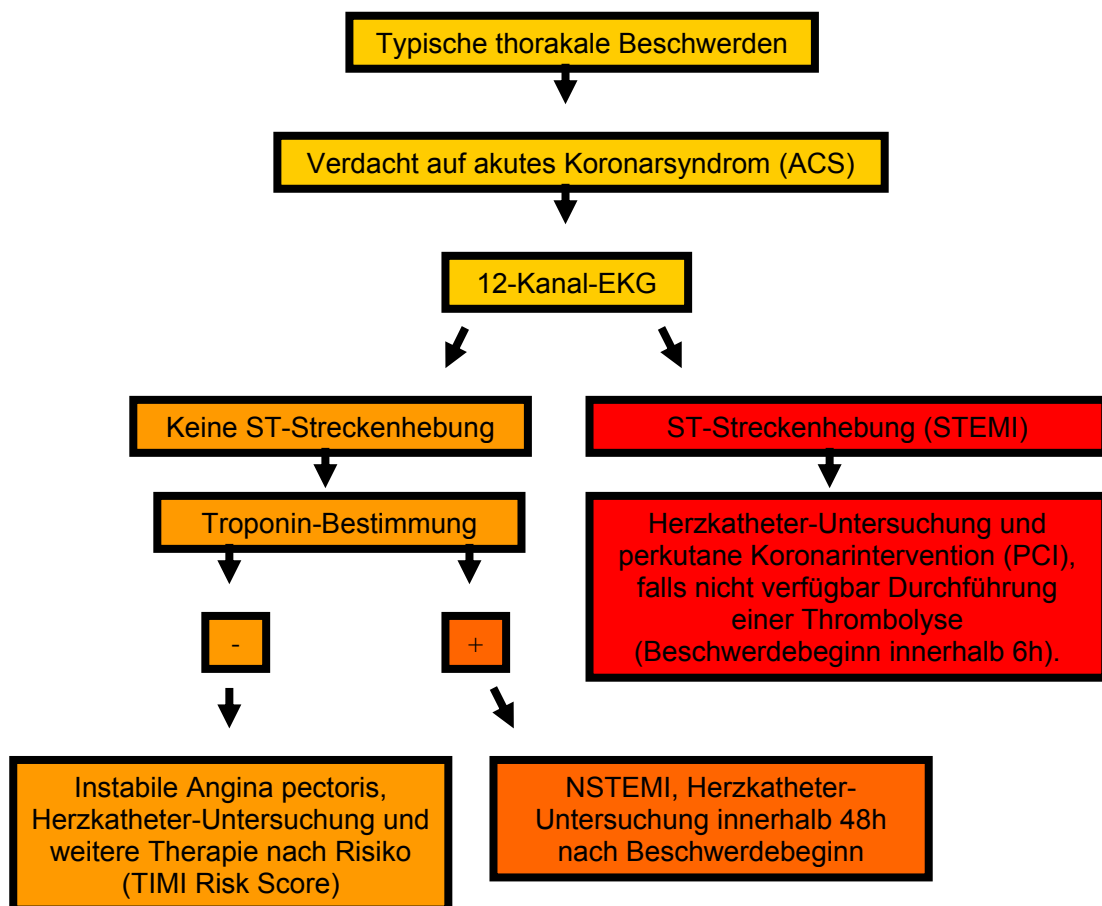 Typische thorakale Beschwerden
Verdacht auf akutes Koronarsyndrom (ACS)
12-Kanal-EKG
Keine ST-Streckenhebung
ST-Streckenhebung (STEMI)
Troponin-Bestimmung
Herzkatheter-Untersuchung und
perkutane Koronarintervention (PCI),
falls nicht verfügbar Durchführung
einer Thrombolyse
(Beschwerdebeginn innerhalb 6h).
-
+
Instabile Angina pectoris,
Herzkatheter-Untersuchung und
weitere Therapie nach Risiko
(TIMI Risk Score)
NSTEMI, Herzkatheter-
Untersuchung innerhalb 48h
nach Beschwerdebeginn